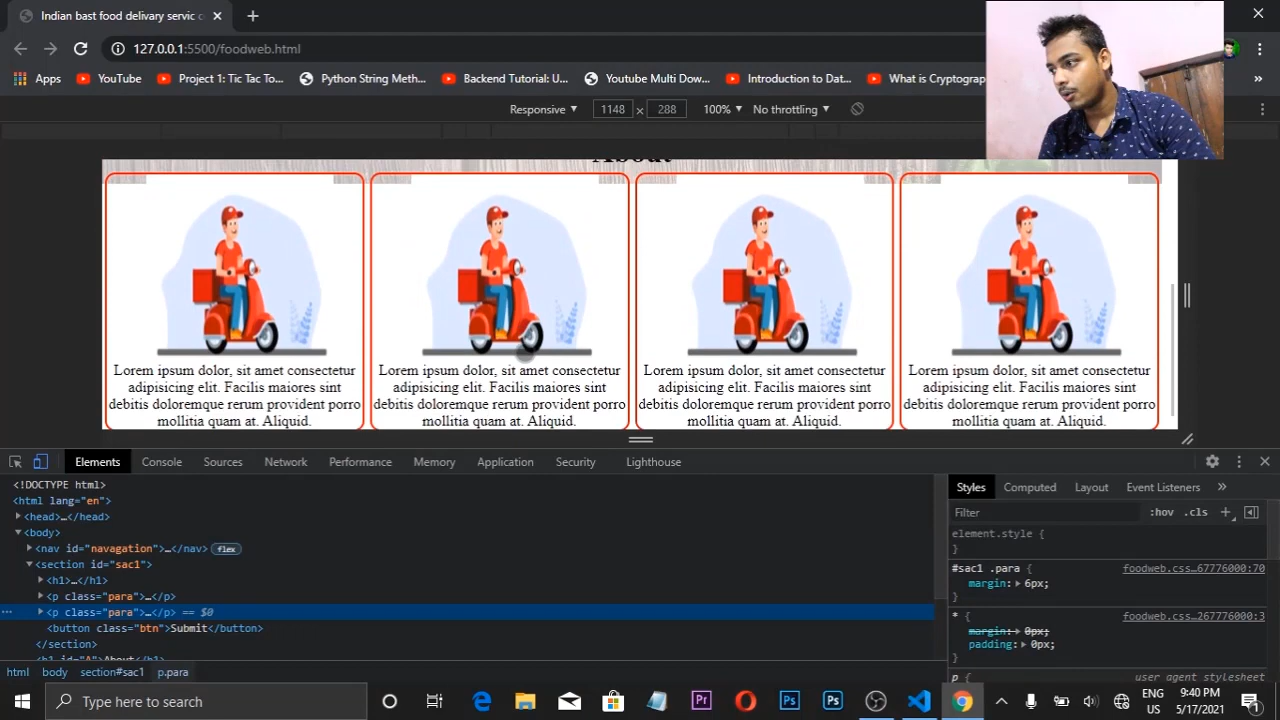 Indian bast food delivary servic c
127.0.0.1:5500/foodweb.html
Apps
YouTube
Project 1: Tic Tac To...
Python String Meth...
Backend Tutorial: U...
Youtube Multi Dow...
Introduction to Dat...
What is Cryptograp
Responsive
1148 × 288
100%
No throttling
About
Lorem ipsum dolor, sit amet consectetur
adipisicing elit. Facilis maiores sint
debitis doloremque rerum provident porro
mollitia quam at. Aliquid.
Lorem ipsum dolor, sit amet consectetur
adipisicing elit. Facilis maiores sint
debitis doloremque rerum provident porro
mollitia quam at. Aliquid.
Lorem ipsum dolor, sit amet consectetur
adipisicing elit. Facilis maiores sint
debitis doloremque rerum provident porro
mollitia quam at. Aliquid.
Lorem ipsum dolor, sit amet consectetur
adipisicing elit. Facilis maiores sint
debitis doloremque rerum provident porro
mollitia quam at. Aliquid.
Elements Console Sources Network Performance Memory Application Security Lighthouse
<!DOCTYPE html>
<html lang="en">
<head>…</head>
<body>
<nav id="navagation">…</nav> flex
<section id="sac1">
<h1>…</h1>
<p class="para">…</p>
<p class="para">…</p> == $0
<button class="btn">Submit</button>
</section>
<h1 id="A">About</h1>
html body section#sac1 p.para
Styles Computed Layout Event Listeners
Filter :hov .cls
element.style {
}
#sac1 .para { foodweb.css…67776000:70
margin: 6px;
}
* { foodweb.css…267776000:3
margin: 0px;
padding: 0px;
}
p { user agent stylesheet
Type here to search
ENG
US
9:40 PM
5/17/2021